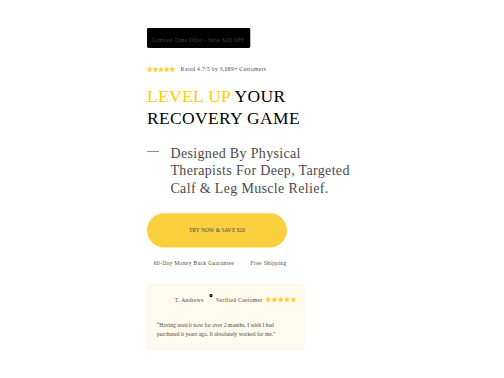 Limited Time Offer - Save $20 OFF
Rated 4.7/5 by 3,089+ Customers
LEVEL UP YOUR
RECOVERY GAME
Designed By Physical
Therapists For Deep, Targeted
Calf & Leg Muscle Relief.
TRY NOW & SAVE $20
60-Day Money Back Guarantee Free Shipping
T. Andrews Verified Customer
"Having used it now for over 2 months, I wish I had
purchased it years ago. It absolutely worked for me."